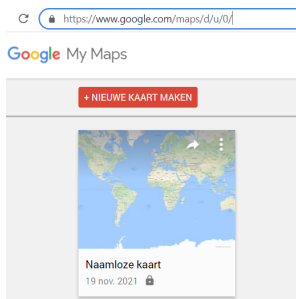 https://www.google.com/maps/d/u/0/
Google My Maps
+ NIEUWE KAART MAKEN
Naamloze kaart
19 nov. 2021